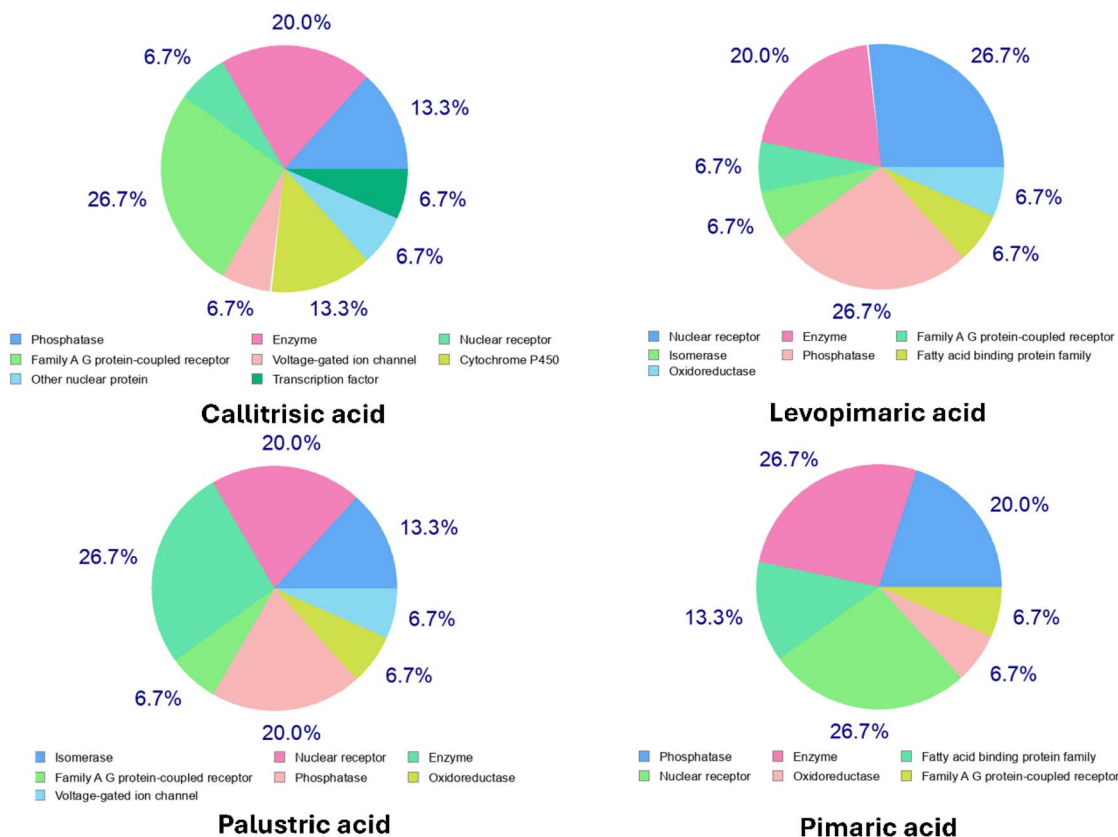 20.0%
6.7%
13.3%
26.7%
6.7%
6.7%
6.7%
13.3%
Phosphatase Enzyme Nuclear receptor
Family A G protein-coupled receptor Voltage-gated ion channel Cytochrome P450
Other nuclear protein Transcription factor
Callitrisic acid
20.0%
26.7%
6.7%
6.7%
6.7%
6.7%
26.7%
Nuclear receptor Enzyme Family A G protein-coupled receptor
Isomerase Phosphatase Fatty acid binding protein family
Oxidoreductase
Levopimaric acid
20.0%
13.3%
26.7%
6.7%
6.7%
6.7%
20.0%
Isomerase Nuclear receptor Enzyme
Family A G protein-coupled receptor Phosphatase Oxidoreductase
Voltage-gated ion channel
Palustric acid
26.7%
20.0%
13.3%
6.7%
6.7%
26.7%
Phosphatase Enzyme Fatty acid binding protein family
Nuclear receptor Oxidoreductase Family A G protein-coupled receptor
Pimaric acid